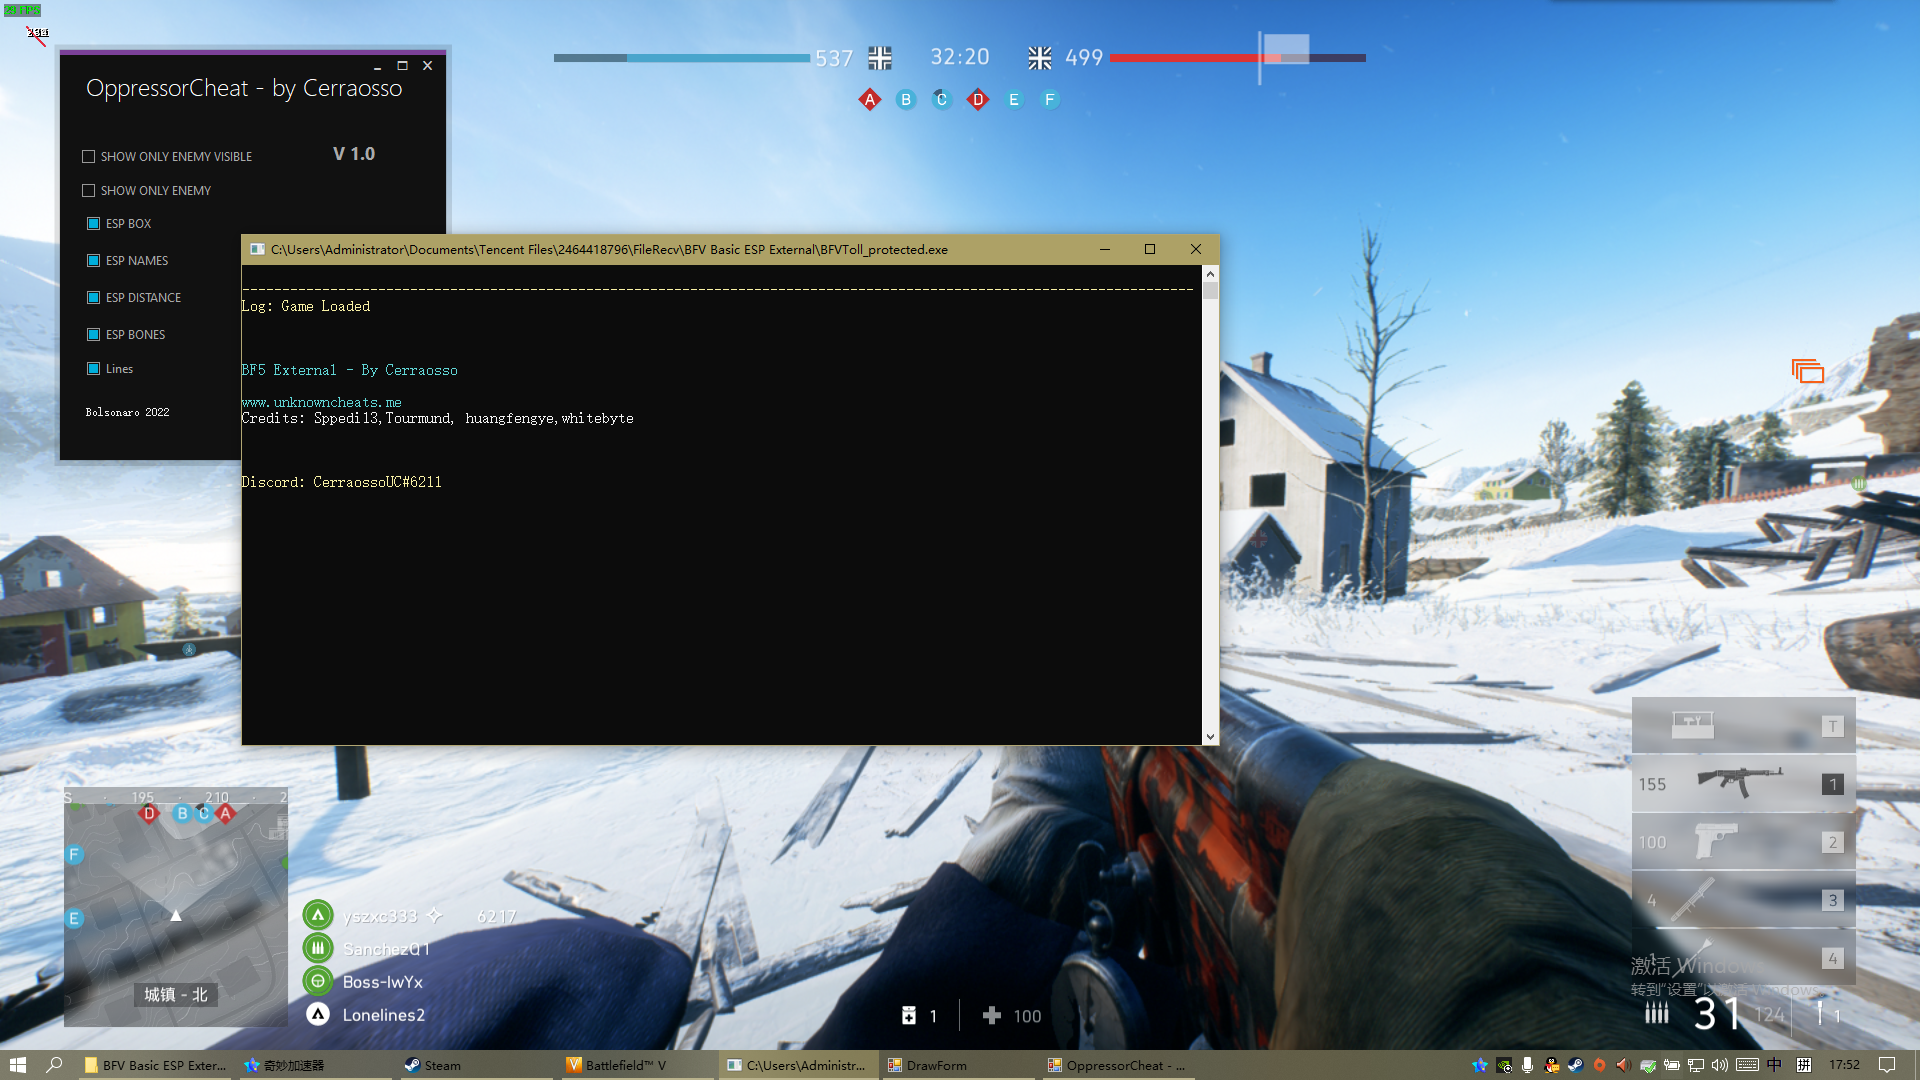 OppressorCheat - by Cerraosso
V 1.0
SHOW ONLY ENEMY VISIBLE
SHOW ONLY ENEMY
ESP BOX
ESP NAMES
ESP DISTANCE
ESP BONES
Lines
Bolsonaro 2022
537
32:20
499
A B C D E F
C:\Users\Administrator\Documents\Tencent Files\2464418796\FileRecv\BFV Basic ESP External\BFVToll_protected.exe
Log: Game Loaded
BF5 External - By Cerraosso
www.unknowncheats.me
Credits: Sppedi13,Tourmund, huangfengye,whitebyte
Discord: CerraossoUC#6211
S 195 210 2
D B C A
F
E
城镇 - 北
yszxc333 6217
SanchezQ1
Boss-IwYx
Lonelines2
1
100
T
155 1
100 2
4 3
4
激活 Windows
转到"设置"以激活 Windows。
31 124
1
BFV Basic ESP Exter...
奇妙加速器
Steam
Battlefield™ V
C:\Users\Administr...
DrawForm
OppressorCheat - ...
中
拼
17:52